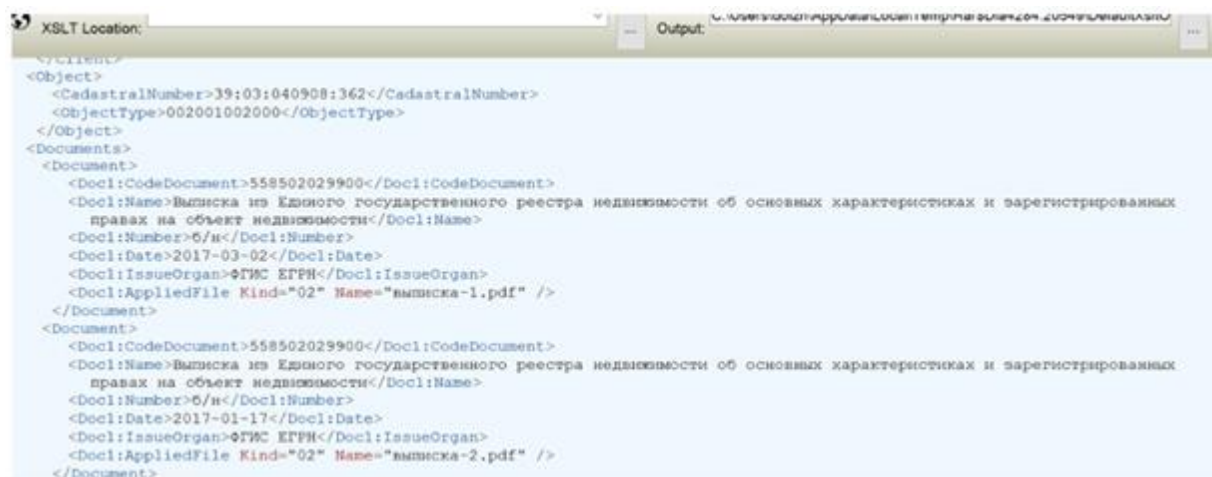 XSLT Location:
...
Output:
...
</Client>
<Object>
<CadastralNumber>39:03:040908:362</CadastralNumber>
<ObjectType>002001002000</ObjectType>
</Object>
<Documents>
<Document>
<Doc1:CodeDocument>558502029900</Doc1:CodeDocument>
<Doc1:Name>Выписка из Единого государственного реестра недвижимости об основных характеристиках и зарегистрированных
правах на объект недвижимости</Doc1:Name>
<Doc1:Number>б/н</Doc1:Number>
<Doc1:Date>2017-03-02</Doc1:Date>
<Doc1:IssueOrgan>ФГИС ЕГРН</Doc1:IssueOrgan>
<Doc1:AppliedFile Kind="02" Name="выписка-1.pdf" />
</Document>
<Document>
<Doc1:CodeDocument>558502029900</Doc1:CodeDocument>
<Doc1:Name>Выписка из Единого государственного реестра недвижимости об основных характеристиках и зарегистрированных
правах на объект недвижимости</Doc1:Name>
<Doc1:Number>б/н</Doc1:Number>
<Doc1:Date>2017-01-17</Doc1:Date>
<Doc1:IssueOrgan>ФГИС ЕГРН</Doc1:IssueOrgan>
<Doc1:AppliedFile Kind="02" Name="выписка-2.pdf" />
</Document>